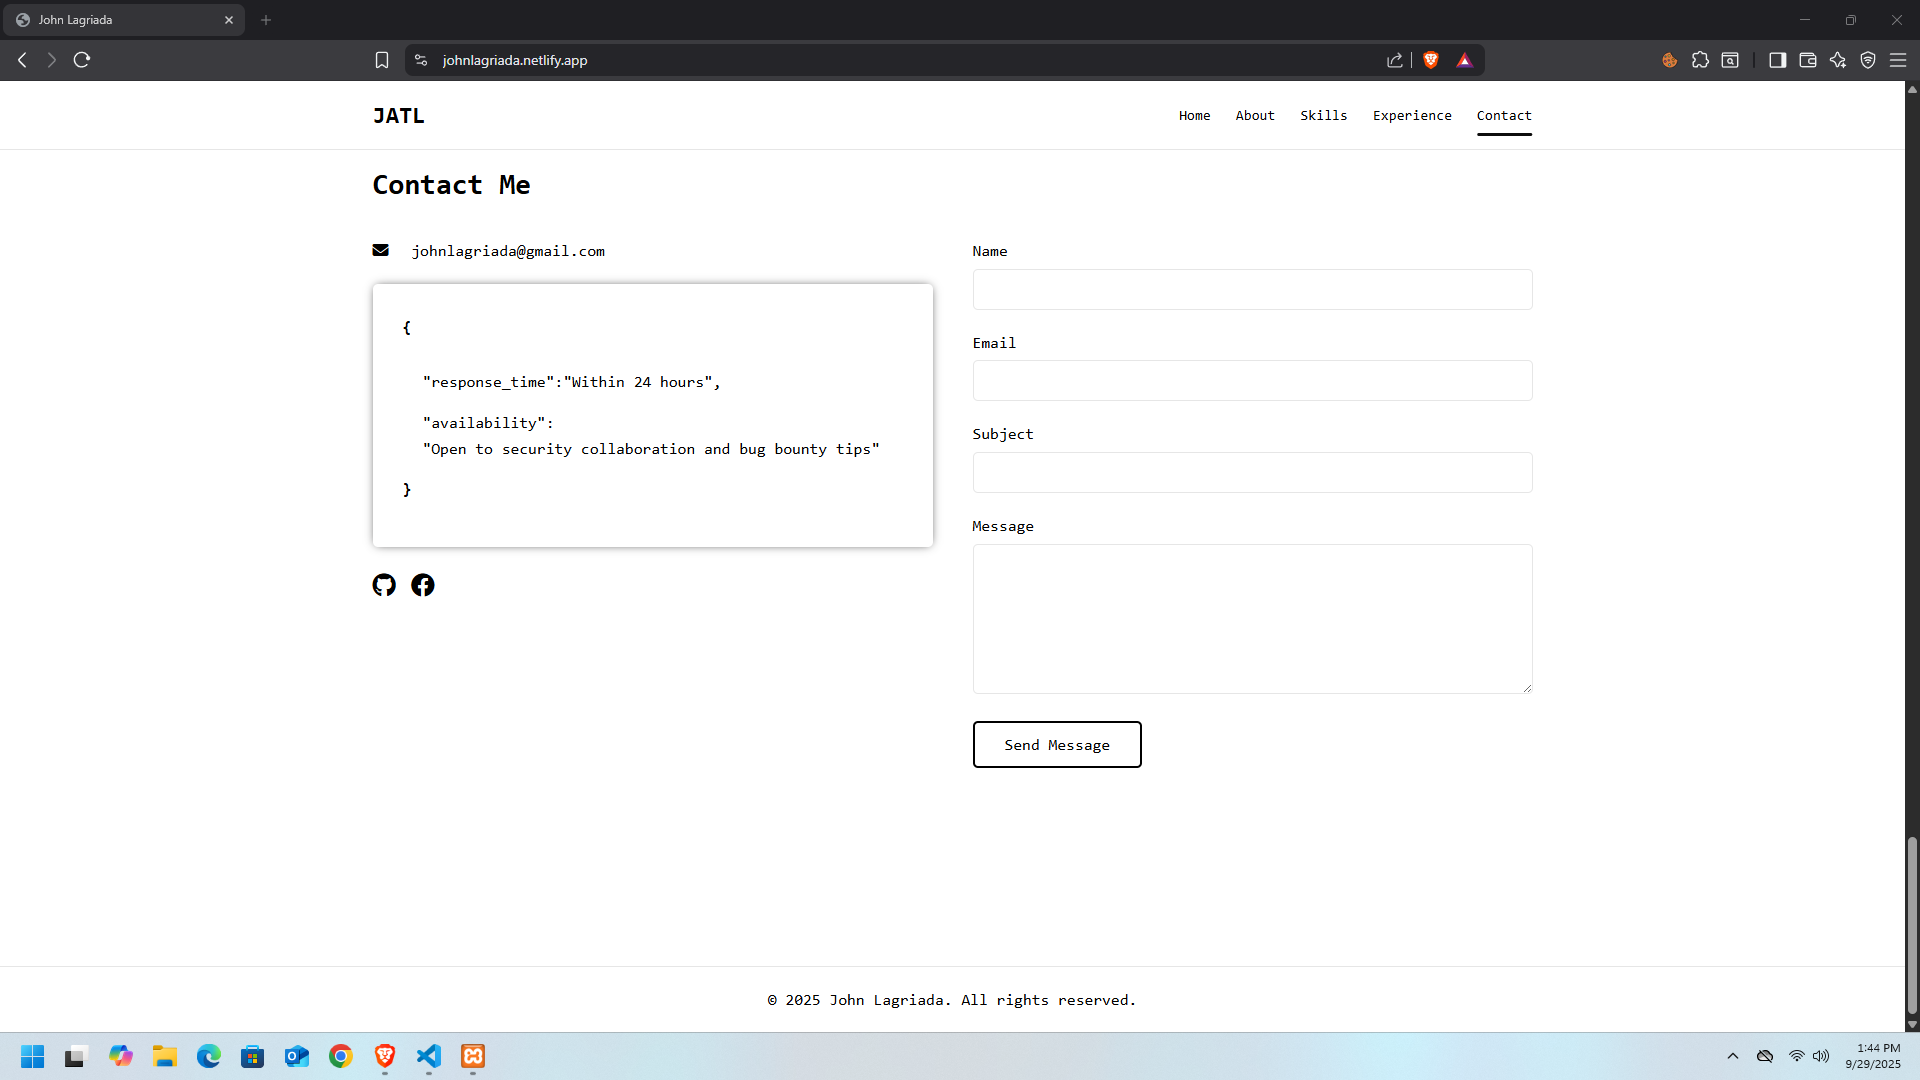 John Lagriada
johnlagriada.netlify.app
JATL
Home About Skills Experience Contact
Contact Me
johnlagriada@gmail.com
{
"response_time":"Within 24 hours",
"availability":
"Open to security collaboration and bug bounty tips"
}
Name
Email
Subject
Message
Send Message
© 2025 John Lagriada. All rights reserved.
1:44 PM
9/29/2025